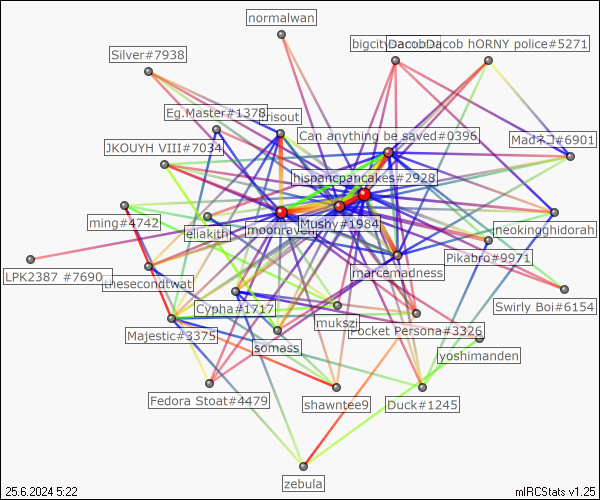 normalwan
Silver#7938
hORNY police#5271
Eg.Master#1378
risout
Can anything be saved#0396
Madネコ#6901
JKOUYH VIII#7034
hispancpancakes#2928
ming#4742
eliakth
moonraven
Mushy#1984
neokingghidorah
Pikabro#9971
LPK2387 #7690
thesecondtwat
marcemadness
Cypha#1717
mukszi
Swirly Boi#6154
Majestic#3375
somass
Pocket Persona#3326
yoshimanden
Fedora Stoat#4479
shawntee9
Duck#1245
zebula
25.6.2024 5:22
mIRCStats v1.25